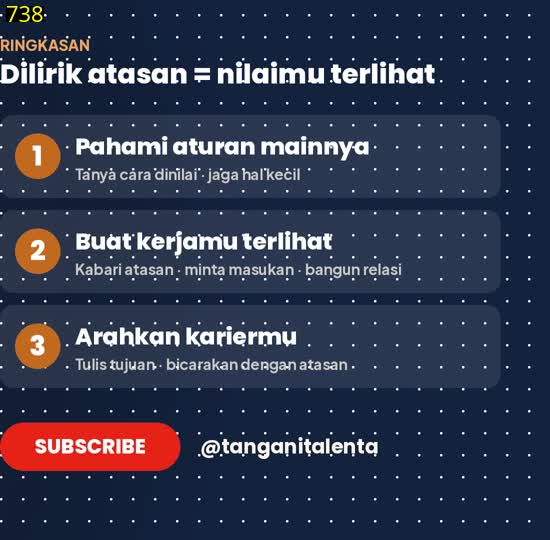 738
RINGKASAN
Dilirik atasan = nilaimu terlihat
1
Pahami aturan mainnya
Tanya cara dinilai · jaga hal kecil
2
Buat kerjamu terlihat
Kabari atasan · minta masukan · bangun relasi
3
Arahkan kariermu
Tulis tujuan · bicarakan dengan atasan
SUBSCRIBE @tanganitalenta